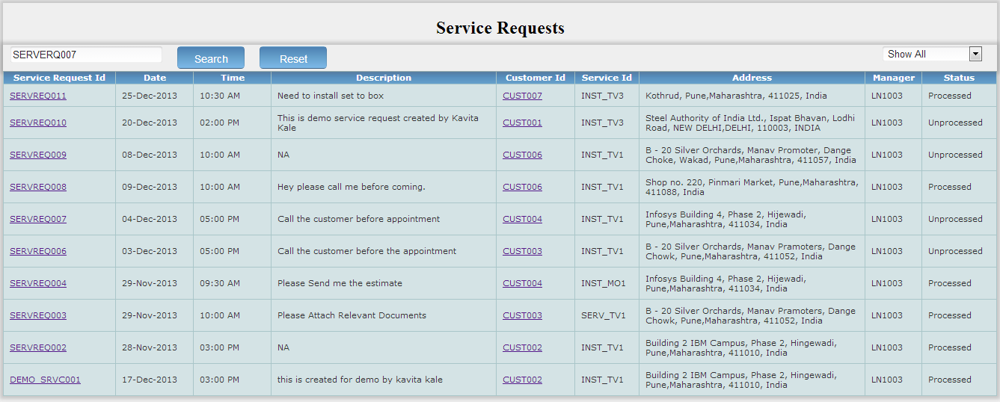 Service Requests
SERVERQ007 Search Reset Show All
Service Request Id Date Time Description Customer Id Service Id Address Manager Status
SERVREQ011 25-Dec-2013 10:30 AM Need to install set to box CUST007 INST_TV3 Kothrud, Pune,Maharashtra, 411025, India LN1003 Processed
SERVREQ010 20-Dec-2013 02:00 PM This is demo service request created by Kavita
Kale CUST001 INST_TV3 Steel Authority of India Ltd., Ispat Bhavan, Lodhi
Road, NEW DELHI,DELHI, 110003, INDIA LN1003 Unprocessed
SERVREQ009 08-Dec-2013 10:00 AM NA CUST006 INST_TV1 B - 20 Silver Orchards, Manav Promoter, Dange
Choke, Wakad, Pune,Maharashtra, 411057, India LN1003 Unprocessed
SERVREQ008 09-Dec-2013 10:00 AM Hey please call me before coming. CUST006 INST_TV1 Shop no. 220, Pinmari Market, Pune,Maharashtra,
411088, India LN1003 Processed
SERVREQ007 04-Dec-2013 05:00 PM Call the customer before appointment CUST004 INST_TV1 Infosys Building 4, Phase 2, Hijewadi,
Pune,Maharashtra, 411034, India LN1003 Unprocessed
SERVREQ006 03-Dec-2013 05:00 PM Call the customer before the appointment CUST003 INST_TV1 B - 20 Silver Orchards, Manav Pramoters, Dange
Chowk, Pune,Maharashtra, 411052, India LN1003 Unprocessed
SERVREQ004 29-Nov-2013 09:30 AM Please Send me the estimate CUST004 INST_MO1 Infosys Building 4, Phase 2, Hijewadi,
Pune,Maharashtra, 411034, India LN1003 Processed
SERVREQ003 29-Nov-2013 10:00 AM Please Attach Relevant Documents CUST003 SERV_TV1 B - 20 Silver Orchards, Manav Pramoters, Dange
Chowk, Pune,Maharashtra, 411052, India LN1003 Processed
SERVREQ002 28-Nov-2013 03:00 PM NA CUST002 INST_TV1 Building 2 IBM Campus, Phase 2, Hingewadi,
Pune,Maharashtra, 411010, India LN1003 Processed
DEMO_SRVC001 17-Dec-2013 03:00 PM this is created for demo by kavita kale CUST002 INST_TV1 Building 2 IBM Campus, Phase 2, Hingewadi,
Pune,Maharashtra, 411010, India LN1003 Processed